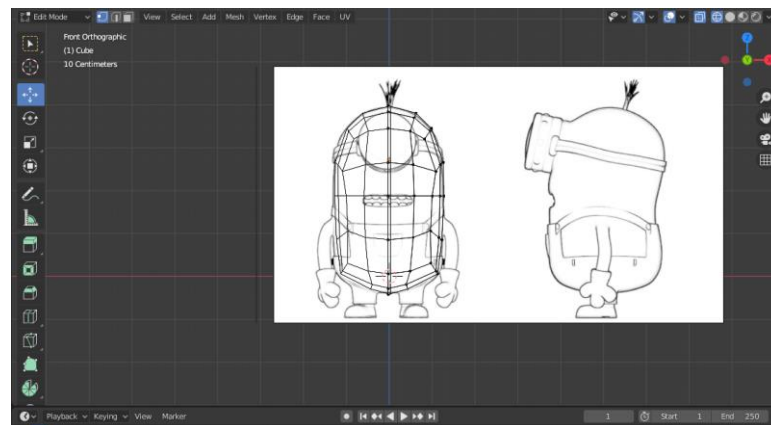 Edit Mode View Select Add Mesh Vertex Edge Face UV
Front Orthographic
(1) Cube
10 Centimeters
Z
Playback Keying View Marker 1 Start 1 End 250